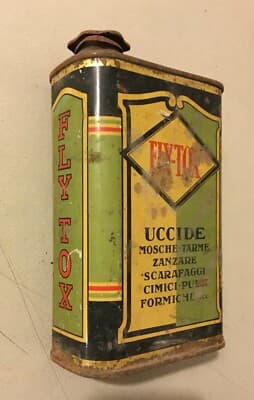 FLY TOX
FLY-TOX
UCCIDE
MOSCHE-TARME
ZANZARE
SCARAFAGGI
CIMICI-PULCI
FORMICHE